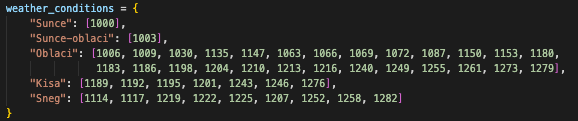 weather_conditions = {
    "Sunce": [1000],
    "Sunce-oblaci": [1003],
    "Oblaci": [1006, 1009, 1030, 1135, 1147, 1063, 1066, 1069, 1072, 1087, 1150, 1153, 1180,
               1183, 1186, 1198, 1204, 1210, 1213, 1216, 1240, 1249, 1255, 1261, 1273, 1279],
    "Kisa": [1189, 1192, 1195, 1201, 1243, 1246, 1276],
    "Sneg": [1114, 1117, 1219, 1222, 1225, 1207, 1252, 1258, 1282]
}